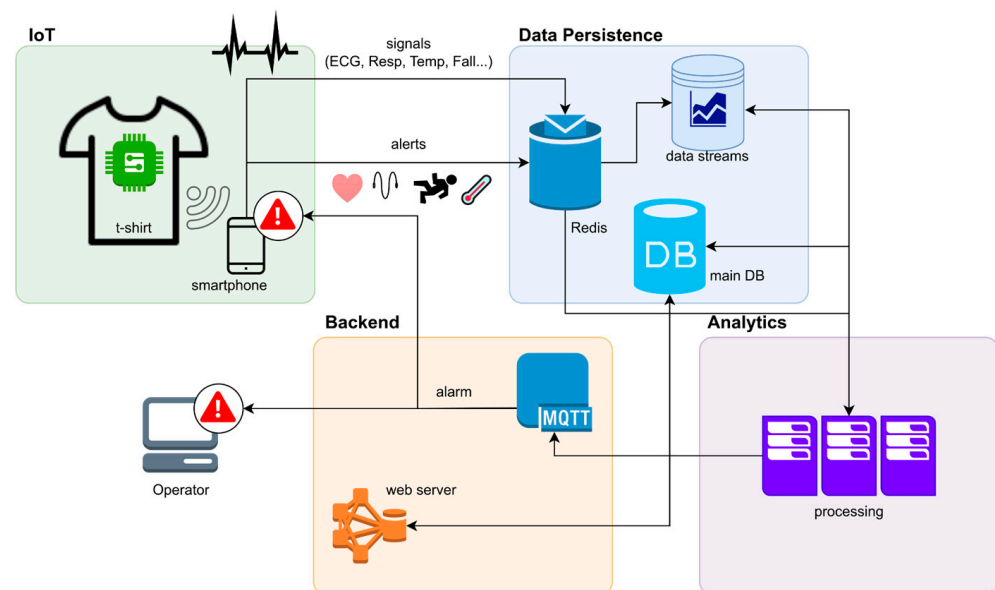 IoT
signals
(ECG, Resp, Temp, Fall...)
Data Persistence
data streams
alerts
t-shirt
Redis
DB
main DB
smartphone
Backend
Analytics
alarm
MQTT
Operator
web server
processing